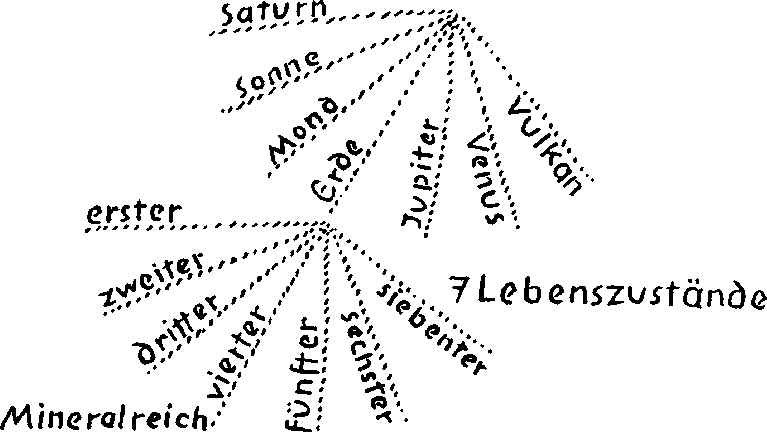 Saturn
Sonne
Mond
Erde
Jupiter
Venus
Vulkan
erster
zweiter
dritter
vierter
fünfter
sechster
siebenter
7 Lebenszustände
Mineralreich